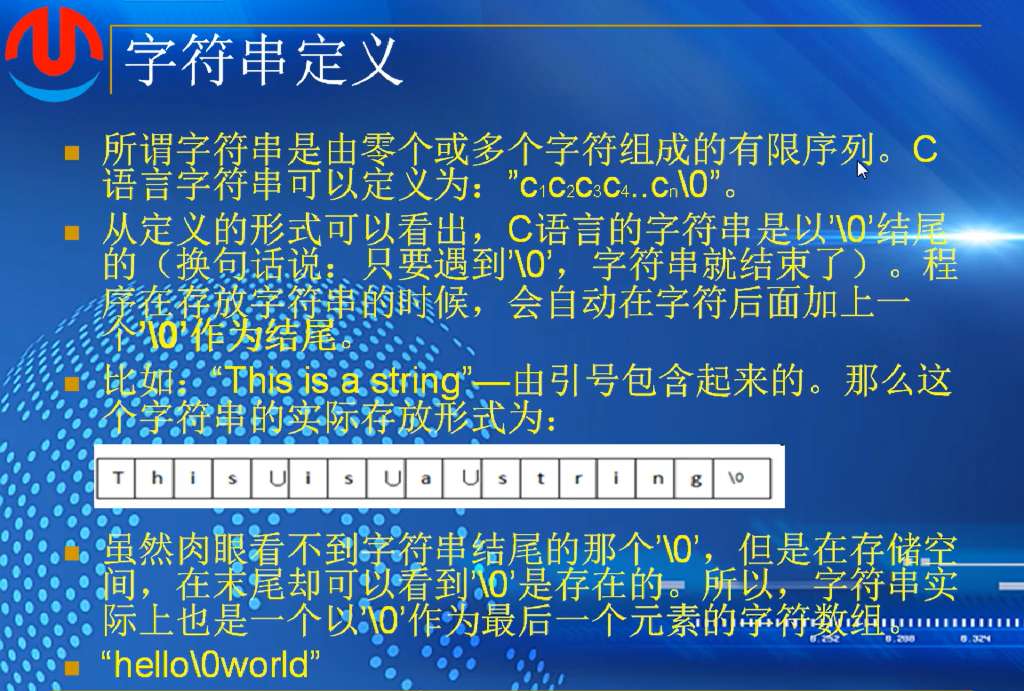 字符串定义
所谓字符串是由零个或多个字符组成的有限序列。C
语言字符串可以定义为：”c1c2c3c4..cn\0”。
从定义的形式可以看出，C语言的字符串是以’\0’结尾
的（换句话说：只要遇到’\0’，字符串就结束了）。程
序在存放字符串的时候，会自动在字符后面加上一
个’\0’作为结尾。
比如：“This is a string”—由引号包含起来的。那么这
个字符串的实际存放形式为：
T h i s ⋃ i s ⋃ a ⋃ s t r i n g \0
虽然肉眼看不到字符串结尾的那个’\0’，但是在存储空
间，在末尾却可以看到’\0’是存在的。所以，字符串实
际上也是一个以’\0’作为最后一个元素的字符数组。
6.252 6.288 6.324
“hello\0world”